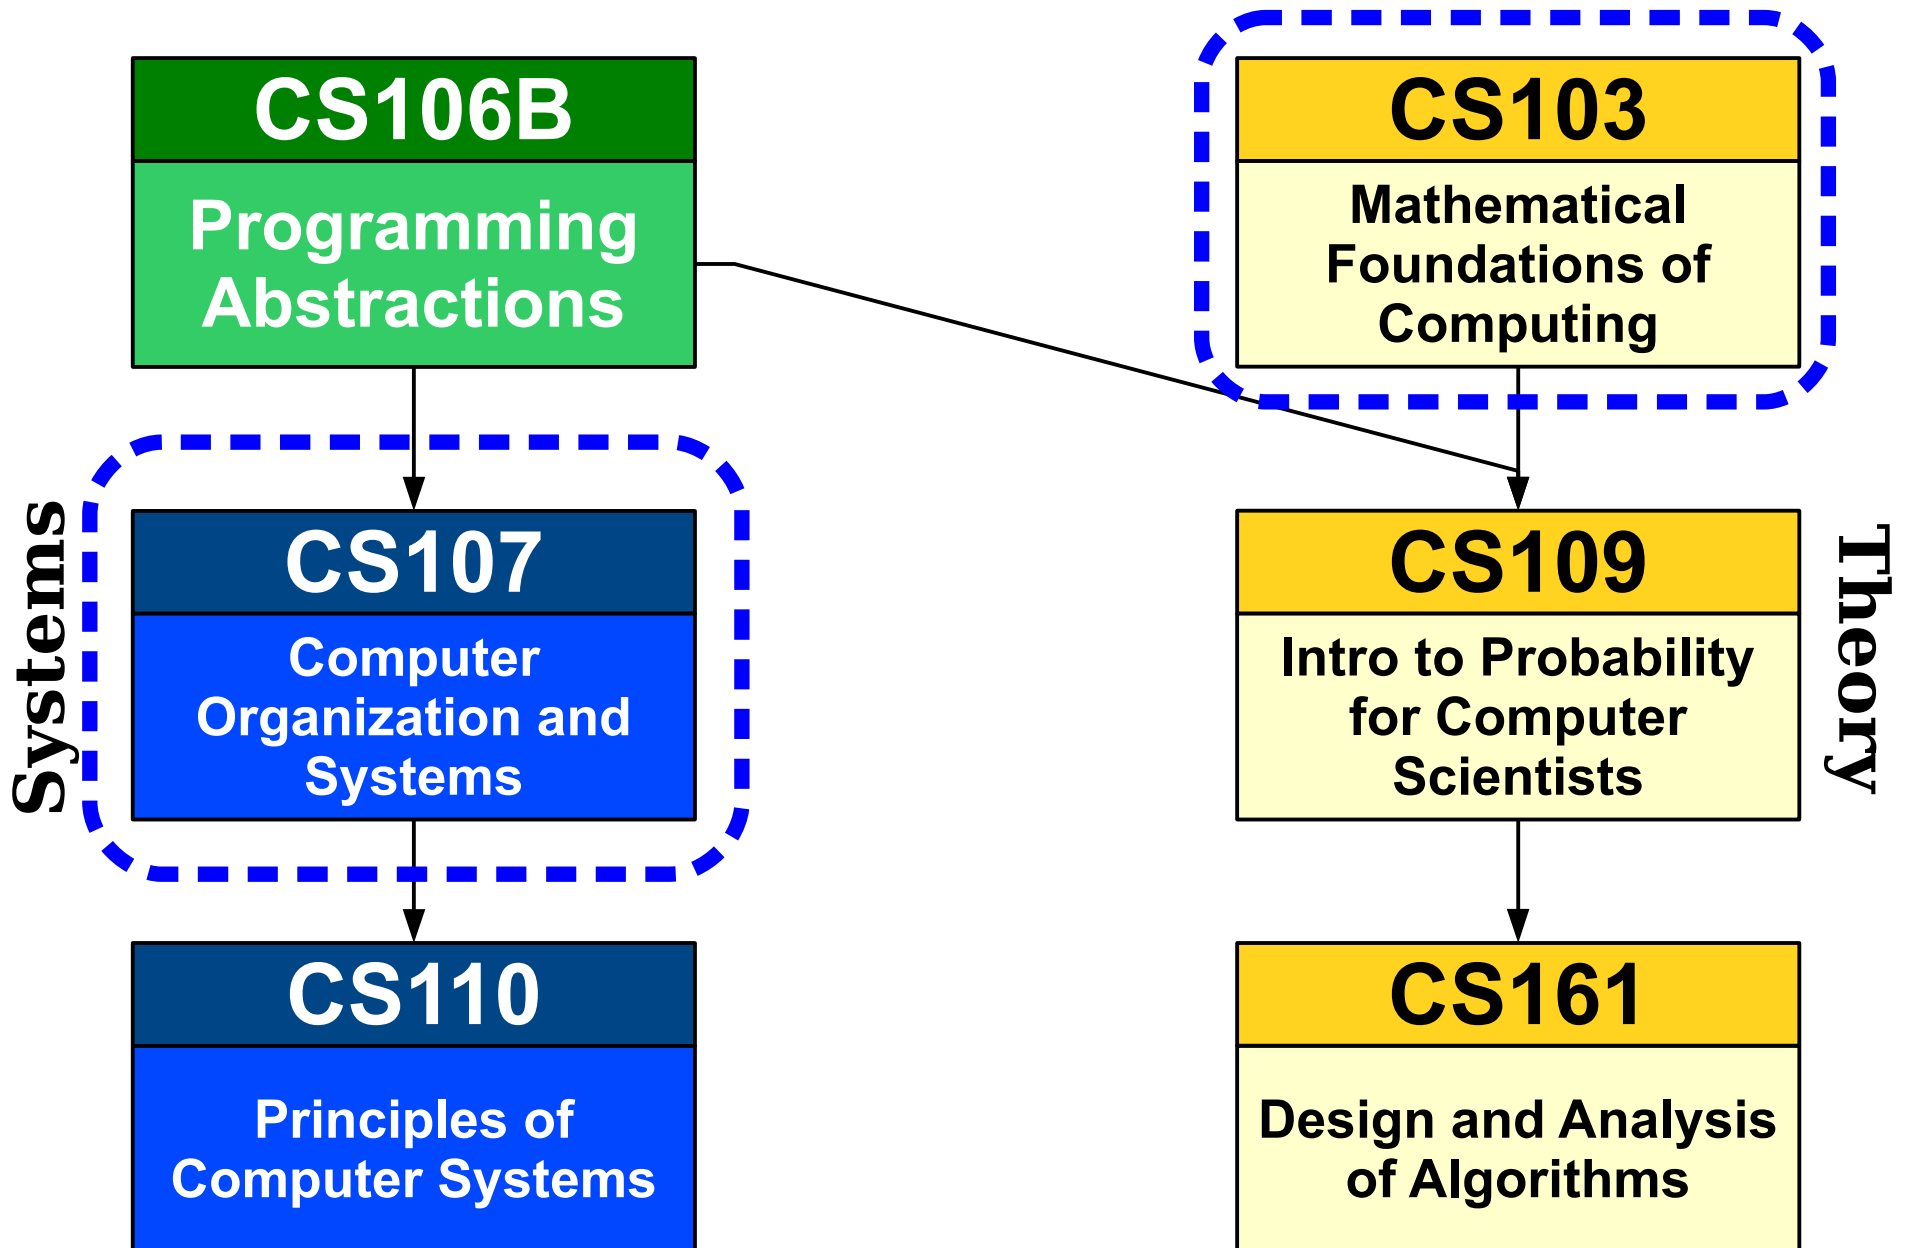 CS106B
Programming
Abstractions
CS103
Mathematical
Foundations of
Computing
Systems
CS107
Computer
Organization and
Systems
CS109
Intro to Probability
for Computer
Scientists
Theory
CS110
Principles of
Computer Systems
CS161
Design and Analysis
of Algorithms